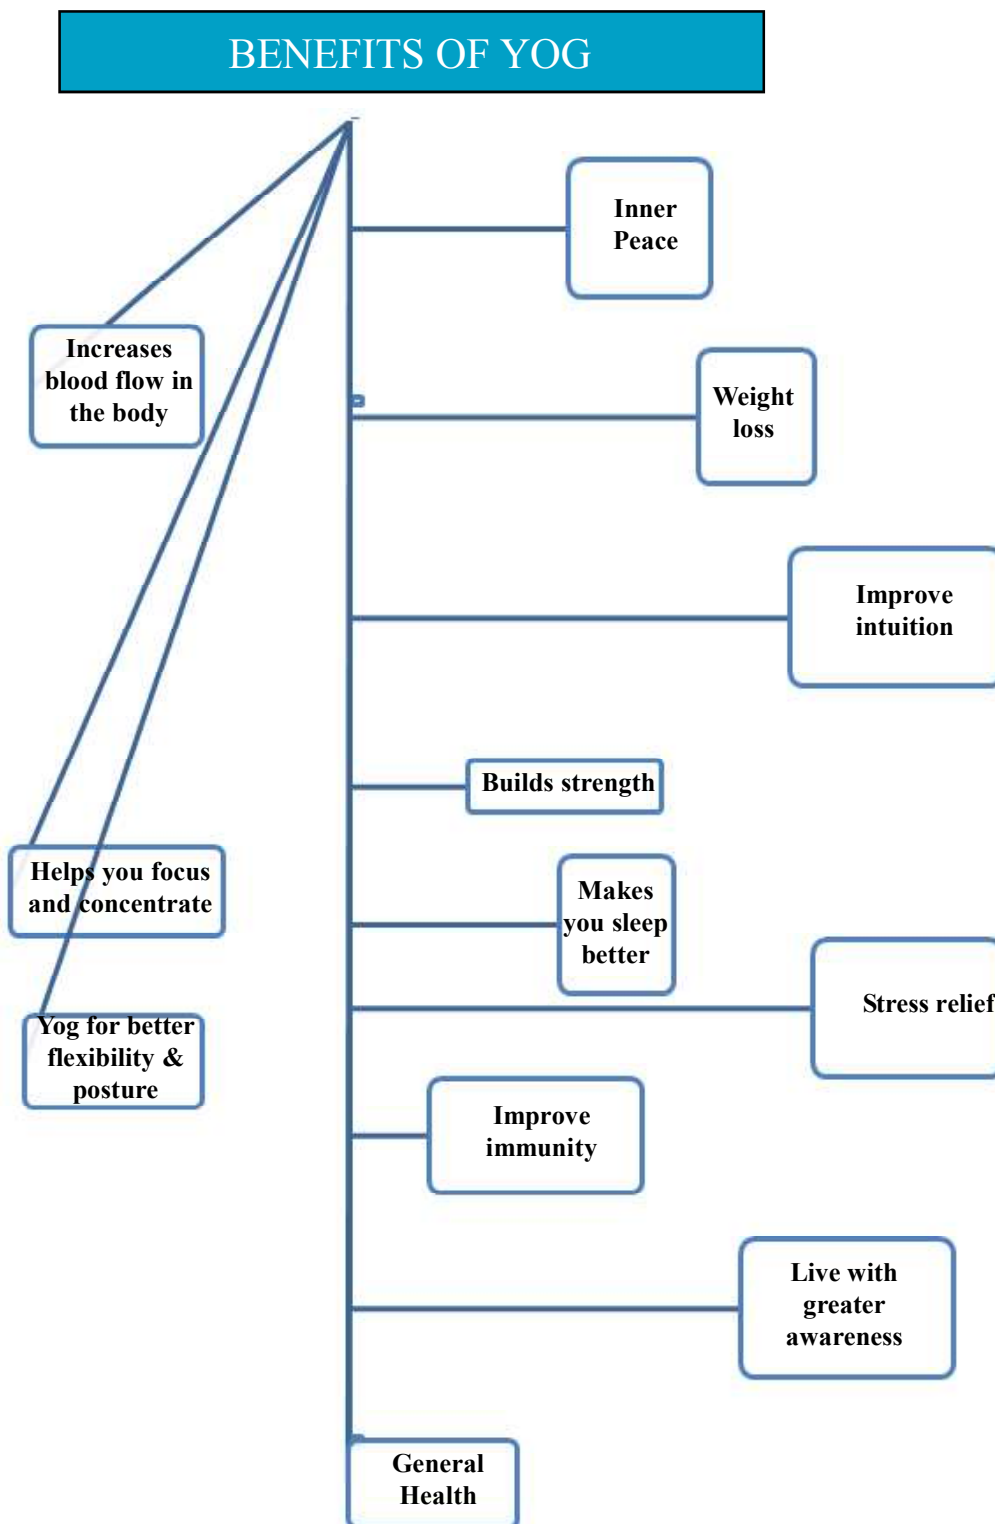 BENEFITS OF YOG
Inner
Peace
Increases
blood flow in
the body
Weight
loss
Improve
intuition
Builds strength
Helps you focus
and concentrate
Makes
you sleep
better
Stress relief
Yog for better
flexibility &
posture
Improve
immunity
Live with
greater
awareness
General
Health